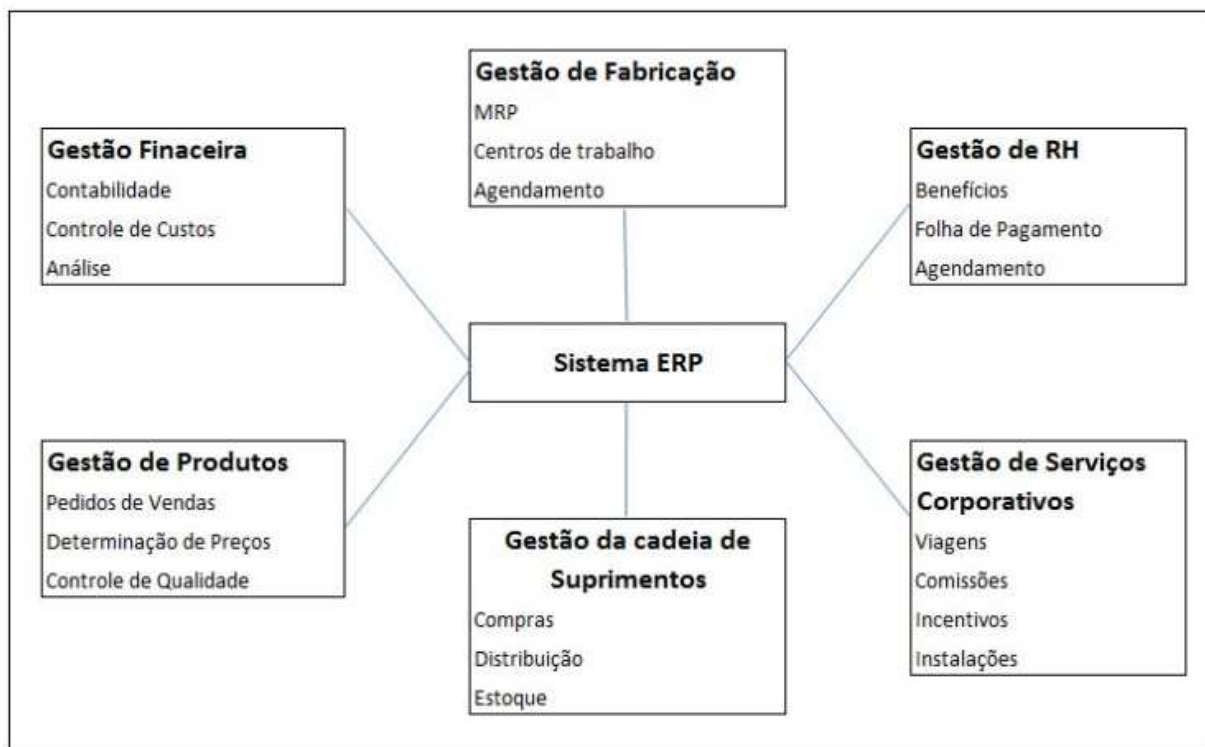 Gestão de Fabricação
MRP
Centros de trabalho
Agendamento
Gestão Finaceira
Contabilidade
Controle de Custos
Análise
Gestão de RH
Benefícios
Folha de Pagamento
Agendamento
Sistema ERP
Gestão de Produtos
Pedidos de Vendas
Determinação de Preços
Controle de Qualidade
Gestão da cadeia de
Suprimentos
Compras
Distribuição
Estoque
Gestão de Serviços
Corporativos
Viagens
Comissões
Incentivos
Instalações